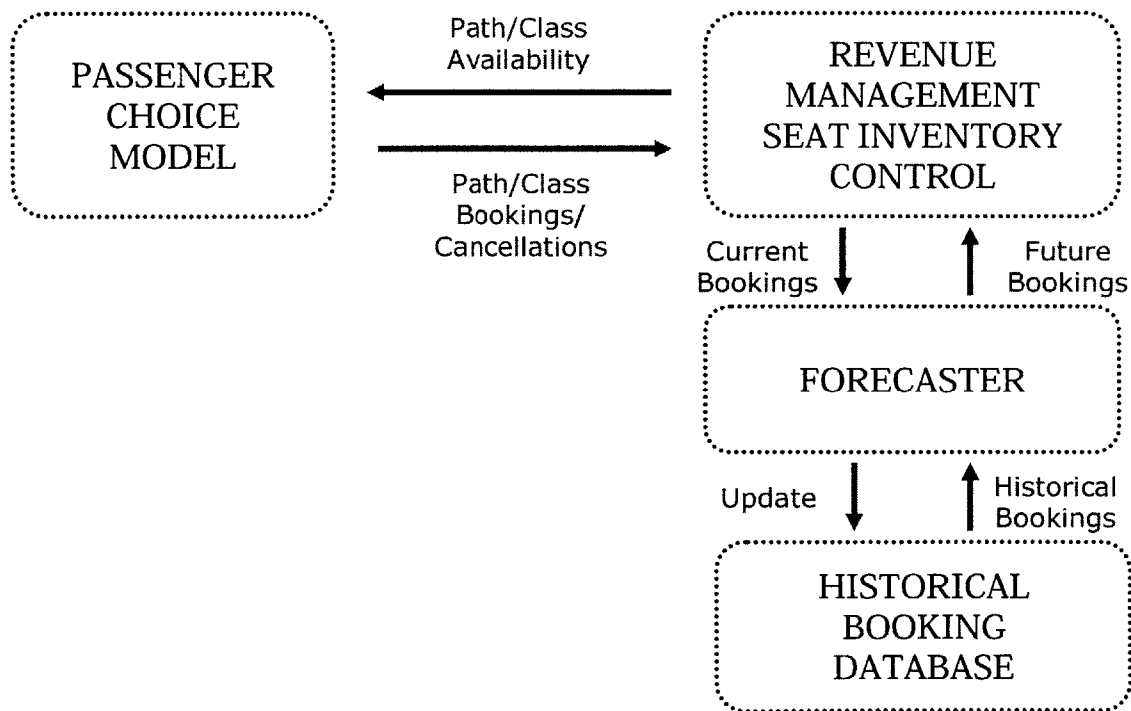 PASSENGER
CHOICE
MODEL
Path/Class
Availability
Path/Class
Bookings/
Cancellations
REVENUE
MANAGEMENT
SEAT INVENTORY
CONTROL
Current
Bookings
Future
Bookings
FORECASTER
Update
Historical
Bookings
HISTORICAL
BOOKING
DATABASE